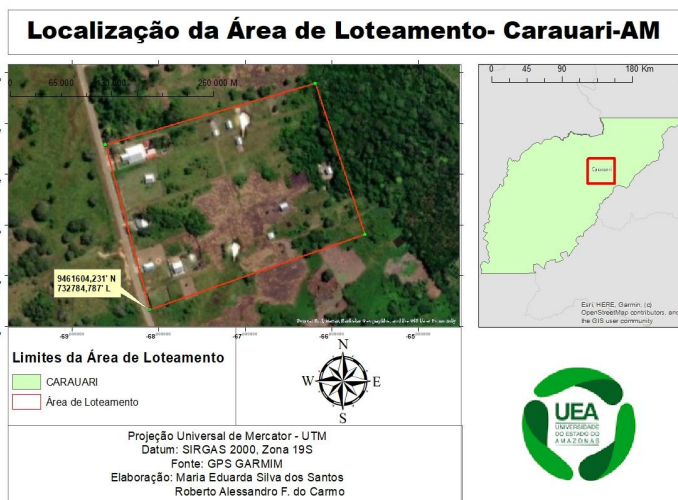 Localização da Área de Loteamento- Carauari-AM
0 65.000 260.000 M
0 45 90 180 Km
Carauari
9461604,231' N
732784,787' L
Esri, HERE, Garmin, (c)
OpenStreetMap contributors, and
the GIS user community
-69
-68
-67
-66
-65
Limites da Área de Loteamento
CARAUARI
Área de Loteamento
N
W E
S
UEA
UNIVERSIDADE
DO ESTADO DO
AMAZONAS
Projeção Universal de Mercator - UTM
Datum: SIRGAS 2000, Zona 19S
Fonte: GPS GARMIM
Elaboração: Maria Eduarda Silva dos Santos
Roberto Alessandro F. do Carmo